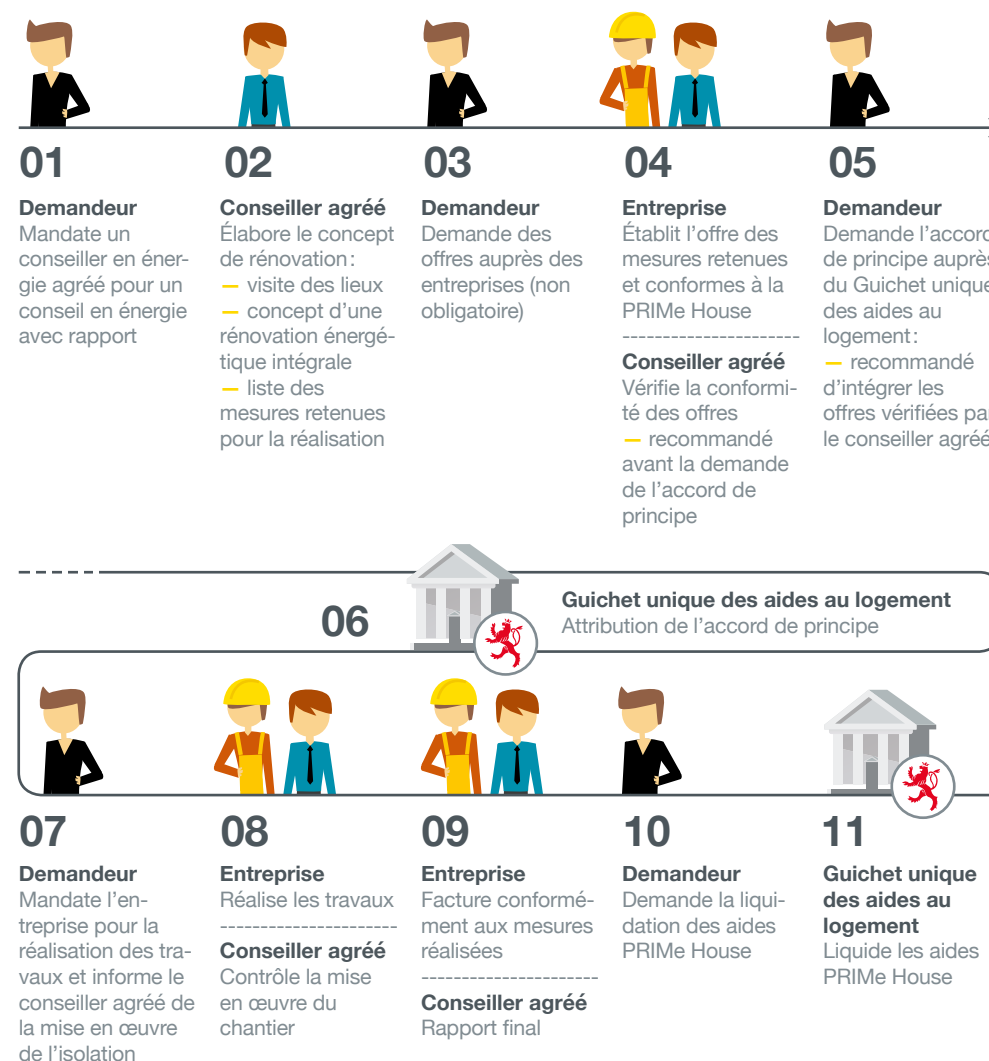 01
Demandeur
Mandate un
conseiller en éner-
gie agréé pour un
conseil en énergie
avec rapport
02
Conseiller agréé
Élabore le concept
de rénovation:
— visite des lieux
— concept d'une
rénovation énergé-
tique intégrale
— liste des
mesures retenues
pour la réalisation
03
Demandeur
Demande des
offres auprès des
entreprises (non
obligatoire)
04
Entreprise
Établit l'offre des
mesures retenues
et conformes à la
PRIMe House
----------------------
Conseiller agréé
Vérifie la conformi-
té des offres
— recommandé
avant la demande
de l'accord de
principe
05
Demandeur
Demande l'accord
de principe auprès
du Guichet unique
des aides au
logement:
— recommandé
d'intégrer les
offres vérifiées par
le conseiller agréé
06
Guichet unique des aides au logement
Attribution de l'accord de principe
07
Demandeur
Mandate l'en-
treprise pour la
réalisation des tra-
vaux et informe le
conseiller agréé de
la mise en œuvre
de l'isolation
08
Entreprise
Réalise les travaux
----------------------
Conseiller agréé
Contrôle la mise
en œuvre du
chantier
09
Entreprise
Facture conformé-
ment aux mesures
réalisées
----------------------
Conseiller agréé
Rapport final
10
Demandeur
Demande la liqui-
dation des aides
PRIMe House
11
Guichet unique
des aides au
logement
Liquide les aides
PRIMe House